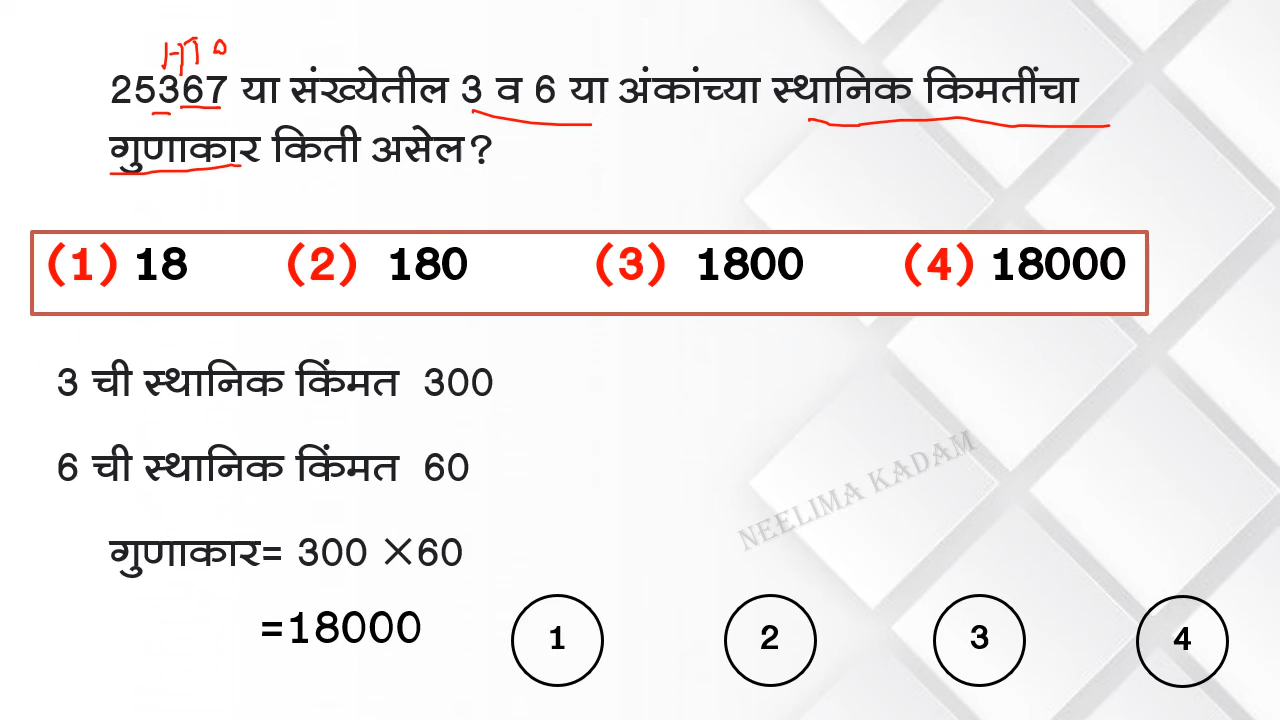 HTO
25367 या संख्येतील 3 व 6 या अंकांच्या स्थानिक किमतींचा
गुणाकार किती असेल?
(1) 18 (2) 180 (3) 1800 (4) 18000
3 ची स्थानिक किंमत 300
6 ची स्थानिक किंमत 60
NEELIMA KADAM
गुणाकार= 300 ×60
=18000
1 2 3 4